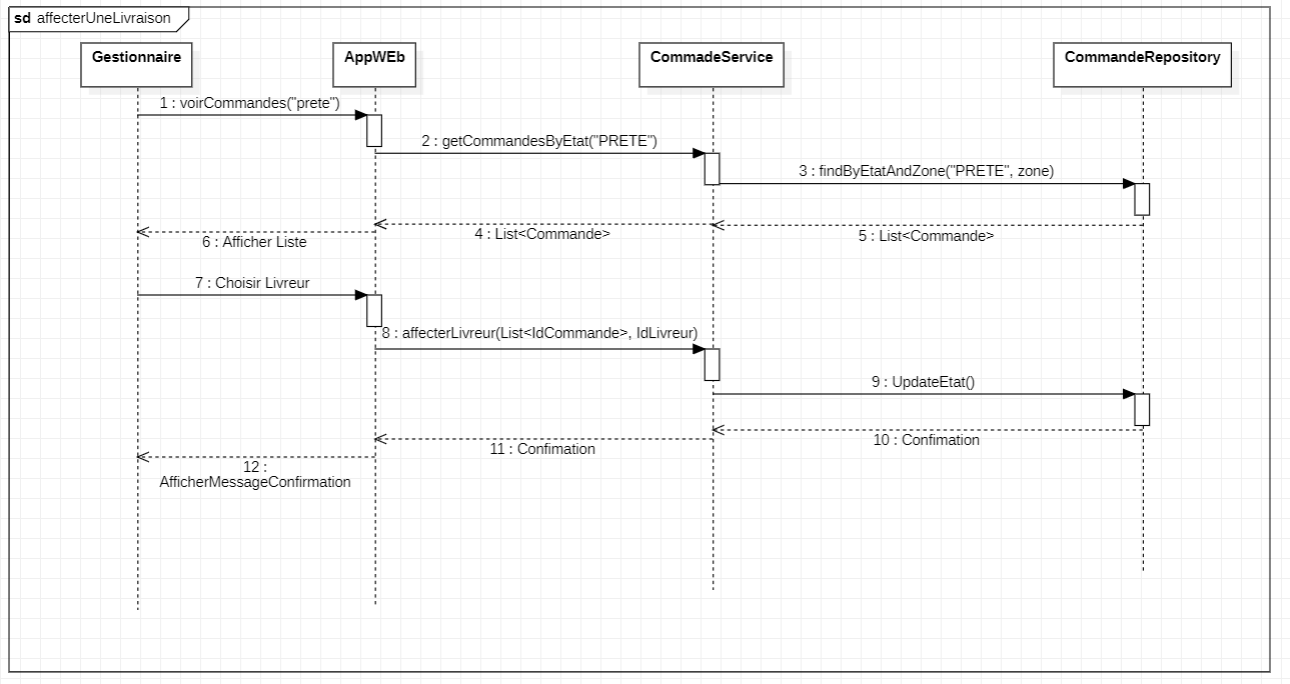 sd affecterUneLivraison
Gestionnaire
AppWEb
CommadeService
CommandeRepository
1 : voirCommandes("prete")
2 : getCommandesByEtat("PRETE")
3 : findByEtatAndZone("PRETE", zone)
4 : List<Commande>
5 : List<Commande>
6 : Afficher Liste
7 : Choisir Livreur
8 : affecterLivreur(List<IdCommande>, IdLivreur)
9 : UpdateEtat()
10 : Confimation
11 : Confimation
12 :
AfficherMessageConfirmation